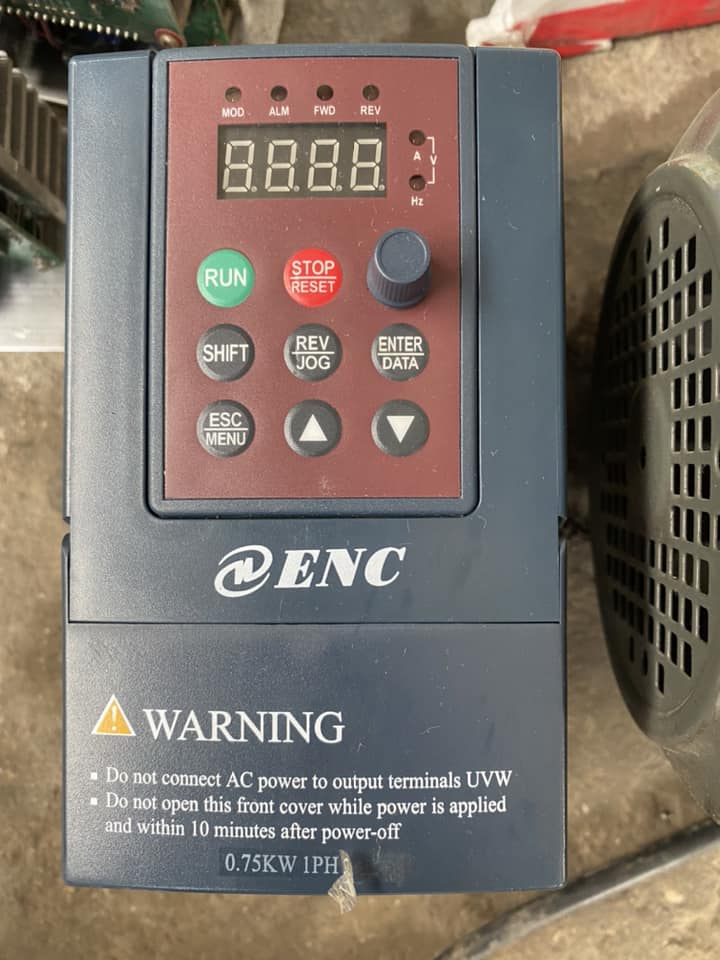 MOD ALM FWD REV
A V
Hz
RUN STOP RESET
SHIFT REV JOG ENTER DATA
ESC MENU
ENC
WARNING
▪ Do not connect AC power to output terminals UVW
▪ Do not open this front cover while power is applied
and within 10 minutes after power-off
0.75KW 1PH